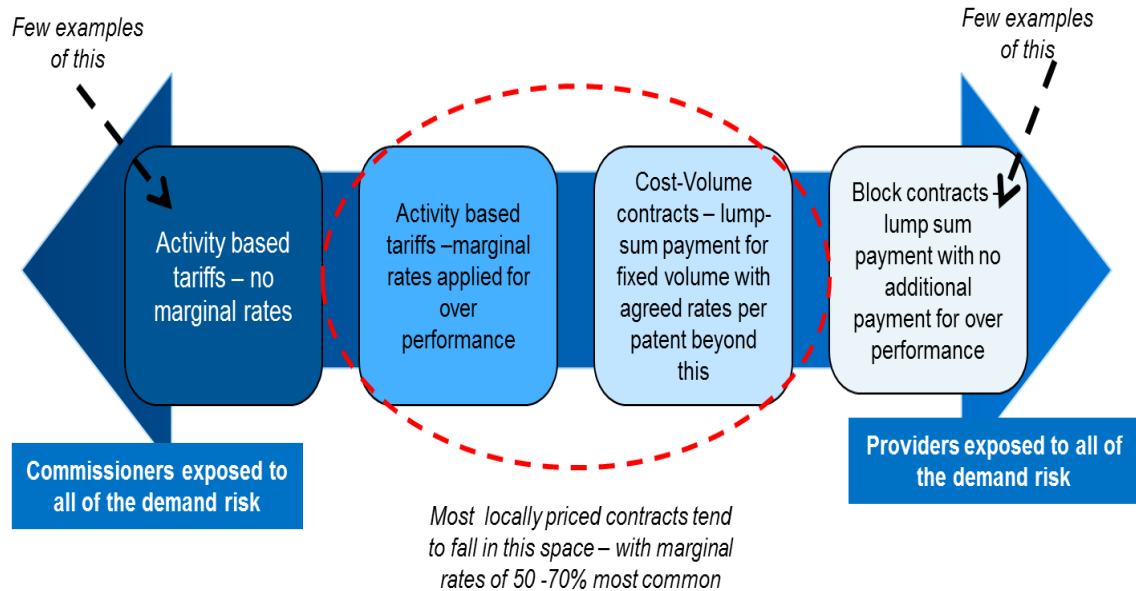 Few examples
of this
Few examples
of this
Activity based
tariffs – no
marginal rates
Activity based
tariffs –marginal
rates applied for
over
performance
Cost-Volume
contracts – lump-
sum payment for
fixed volume with
agreed rates per
patent beyond
this
Block contracts –
lump sum
payment with no
additional
payment for over
performance
Commissioners exposed to
all of the demand risk
Providers exposed to all of
the demand risk
Most locally priced contracts tend
to fall in this space – with marginal
rates of 50 -70% most common